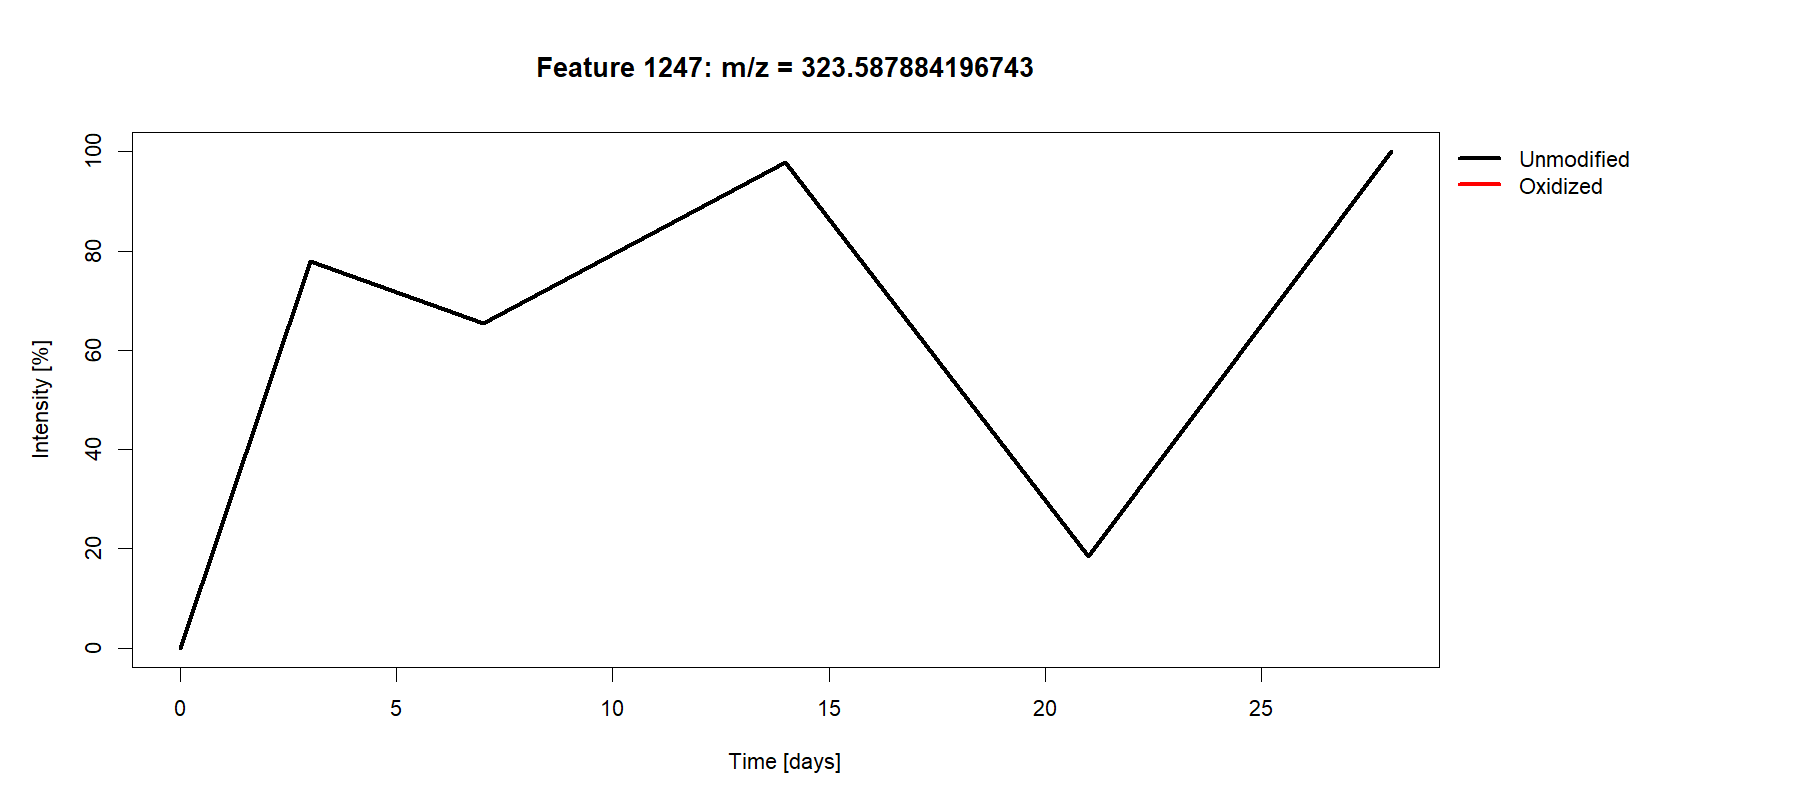 Feature 1247: m/z = 323.587884196743
Unmodified
Oxidized
Intensity [%]
100
80
60
40
20
0
0 5 10 15 20 25
Time [days]